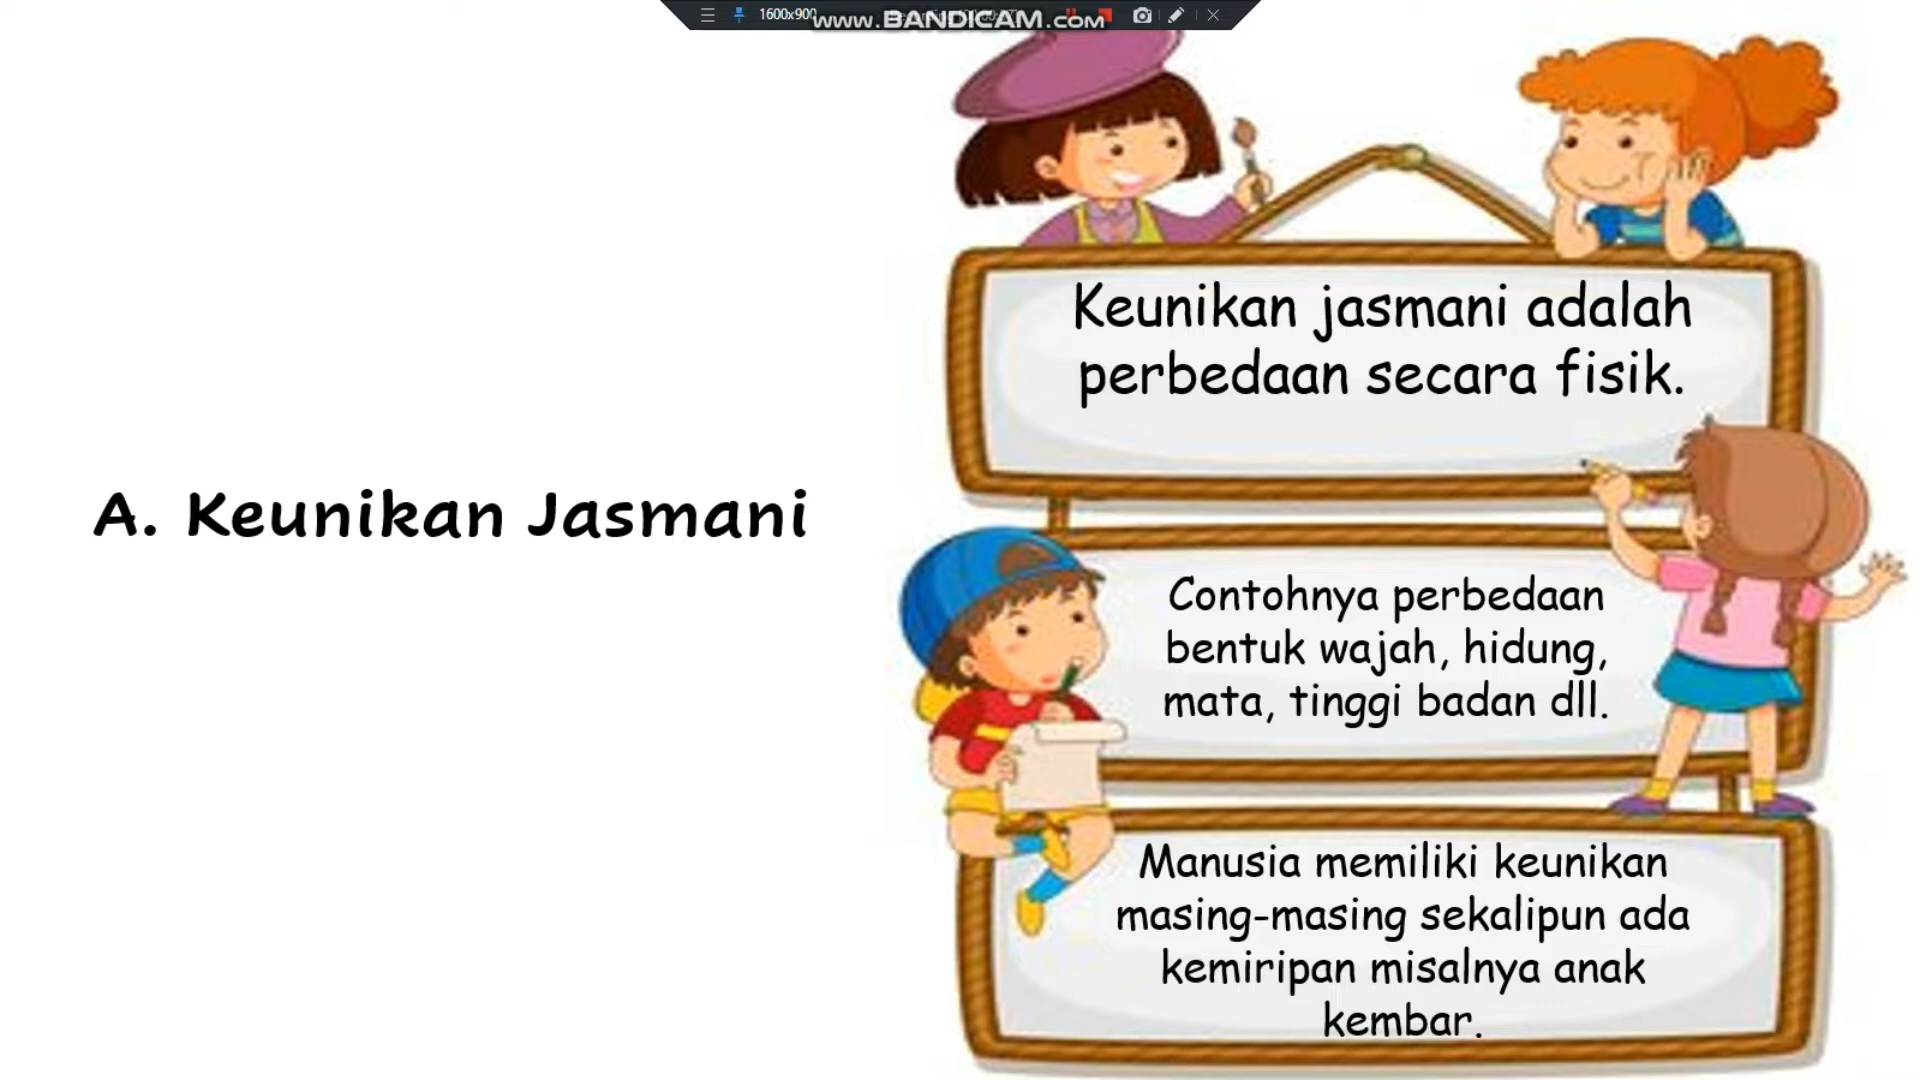 1600x900
www.BANDICAM.com
Keunikan jasmani adalah
perbedaan secara fisik.
A. Keunikan Jasmani
Contohnya perbedaan
bentuk wajah, hidung,
mata, tinggi badan dll.
Manusia memiliki keunikan
masing-masing sekalipun ada
kemiripan misalnya anak
kembar.